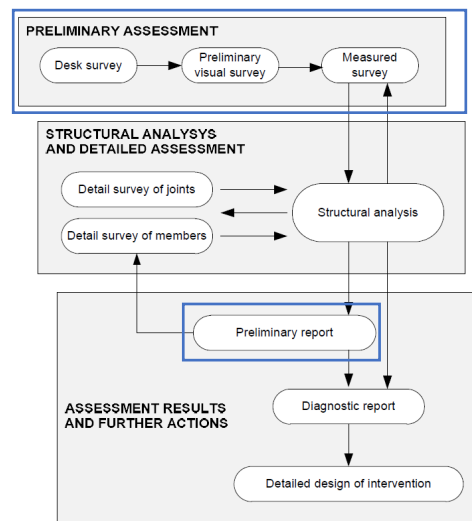 PRELIMINARY ASSESSMENT
Desk survey
Preliminary
visual survey
Measured
survey
STRUCTURAL ANALYSYS
AND DETAILED ASSESSMENT
Detail survey of joints
Structural analysis
Detail survey of members
Preliminary report
ASSESSMENT RESULTS
AND FURTHER ACTIONS
Diagnostic report
Detailed design of intervention